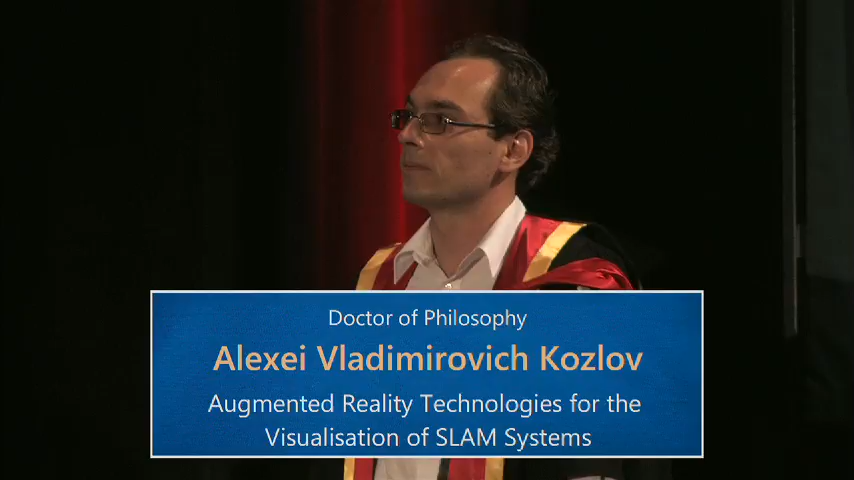 Doctor of Philosophy
Alexei Vladimirovich Kozlov
Augmented Reality Technologies for the
Visualisation of SLAM Systems